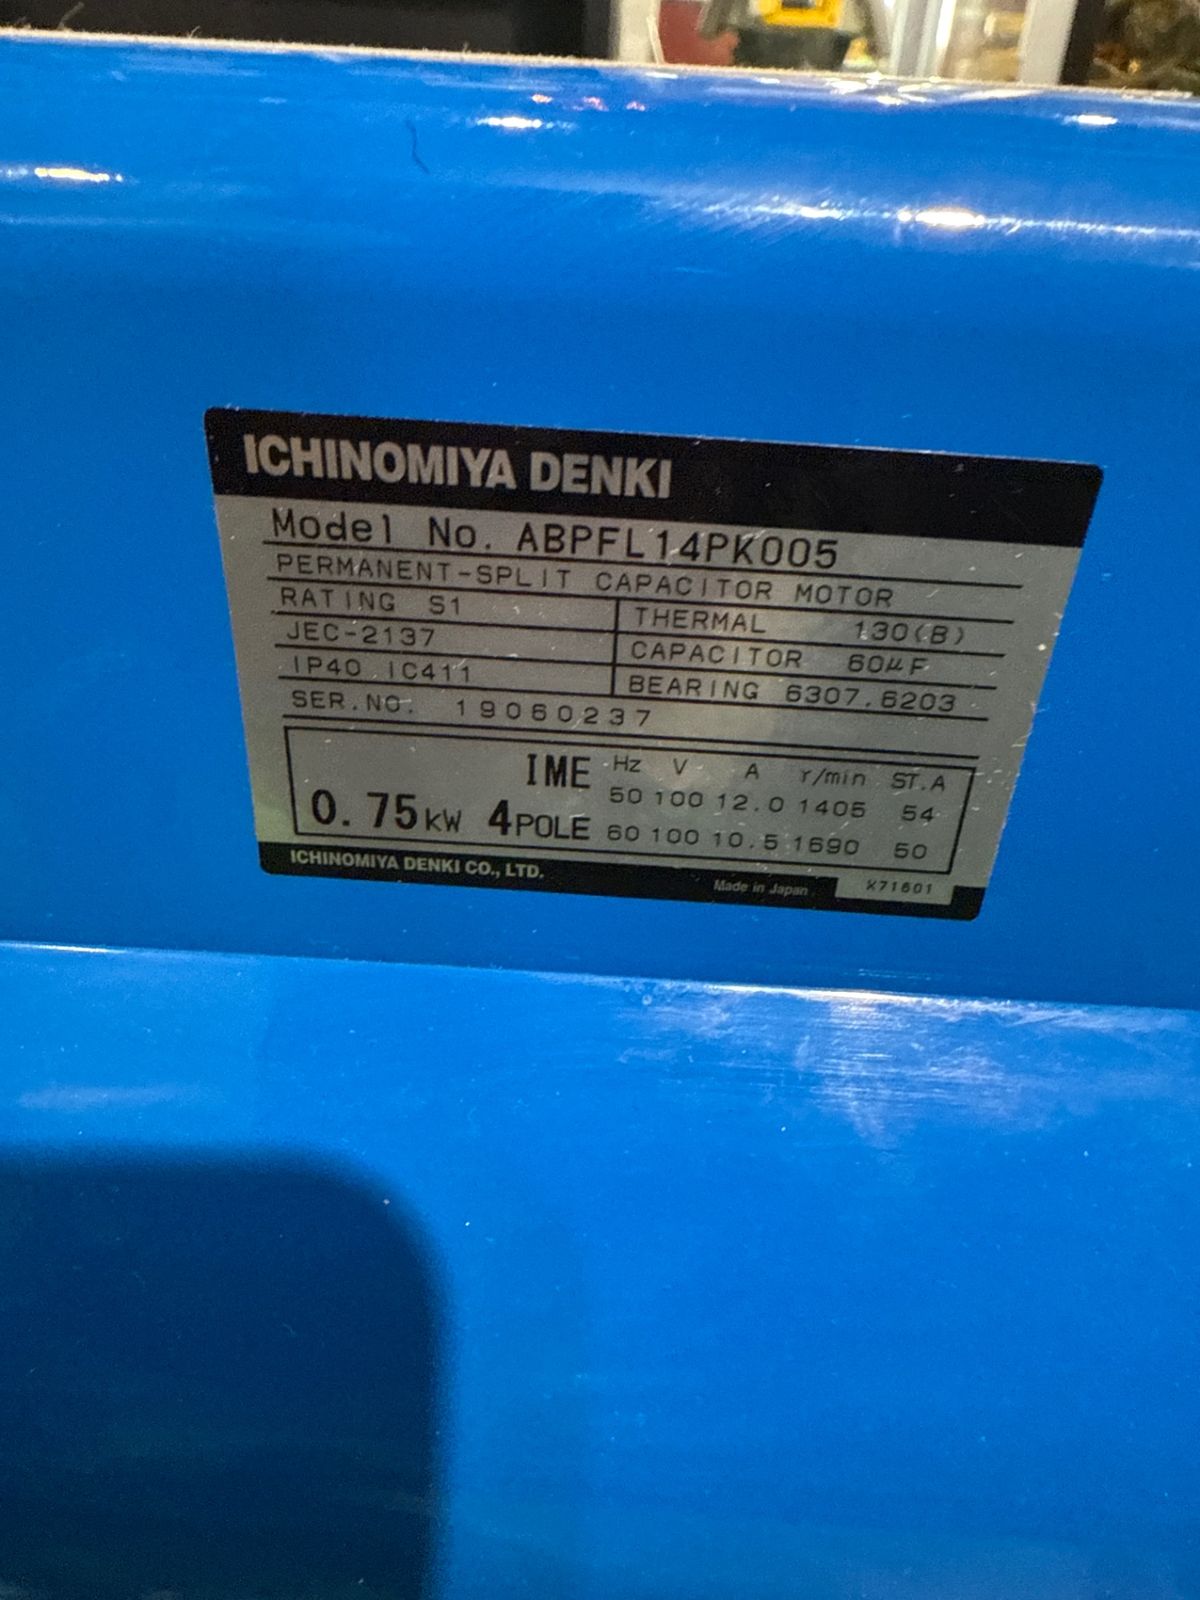 ICHINOMIYA DENKI
Model No. ABPFL14PK005
PERMANENT-SPLIT CAPACITOR MOTOR
RATING S1 THERMAL 130(B)
JEC-2137 CAPACITOR 60μF
IP40 IC411 BEARING 6307.6203
SER.NO. 19060237
IME Hz V A r/min ST.A
50 100 12.0 1405 54
0.75kW 4POLE 60 100 10.5 1690 50
ICHINOMIYA DENKI CO., LTD.
Made in Japan K71601